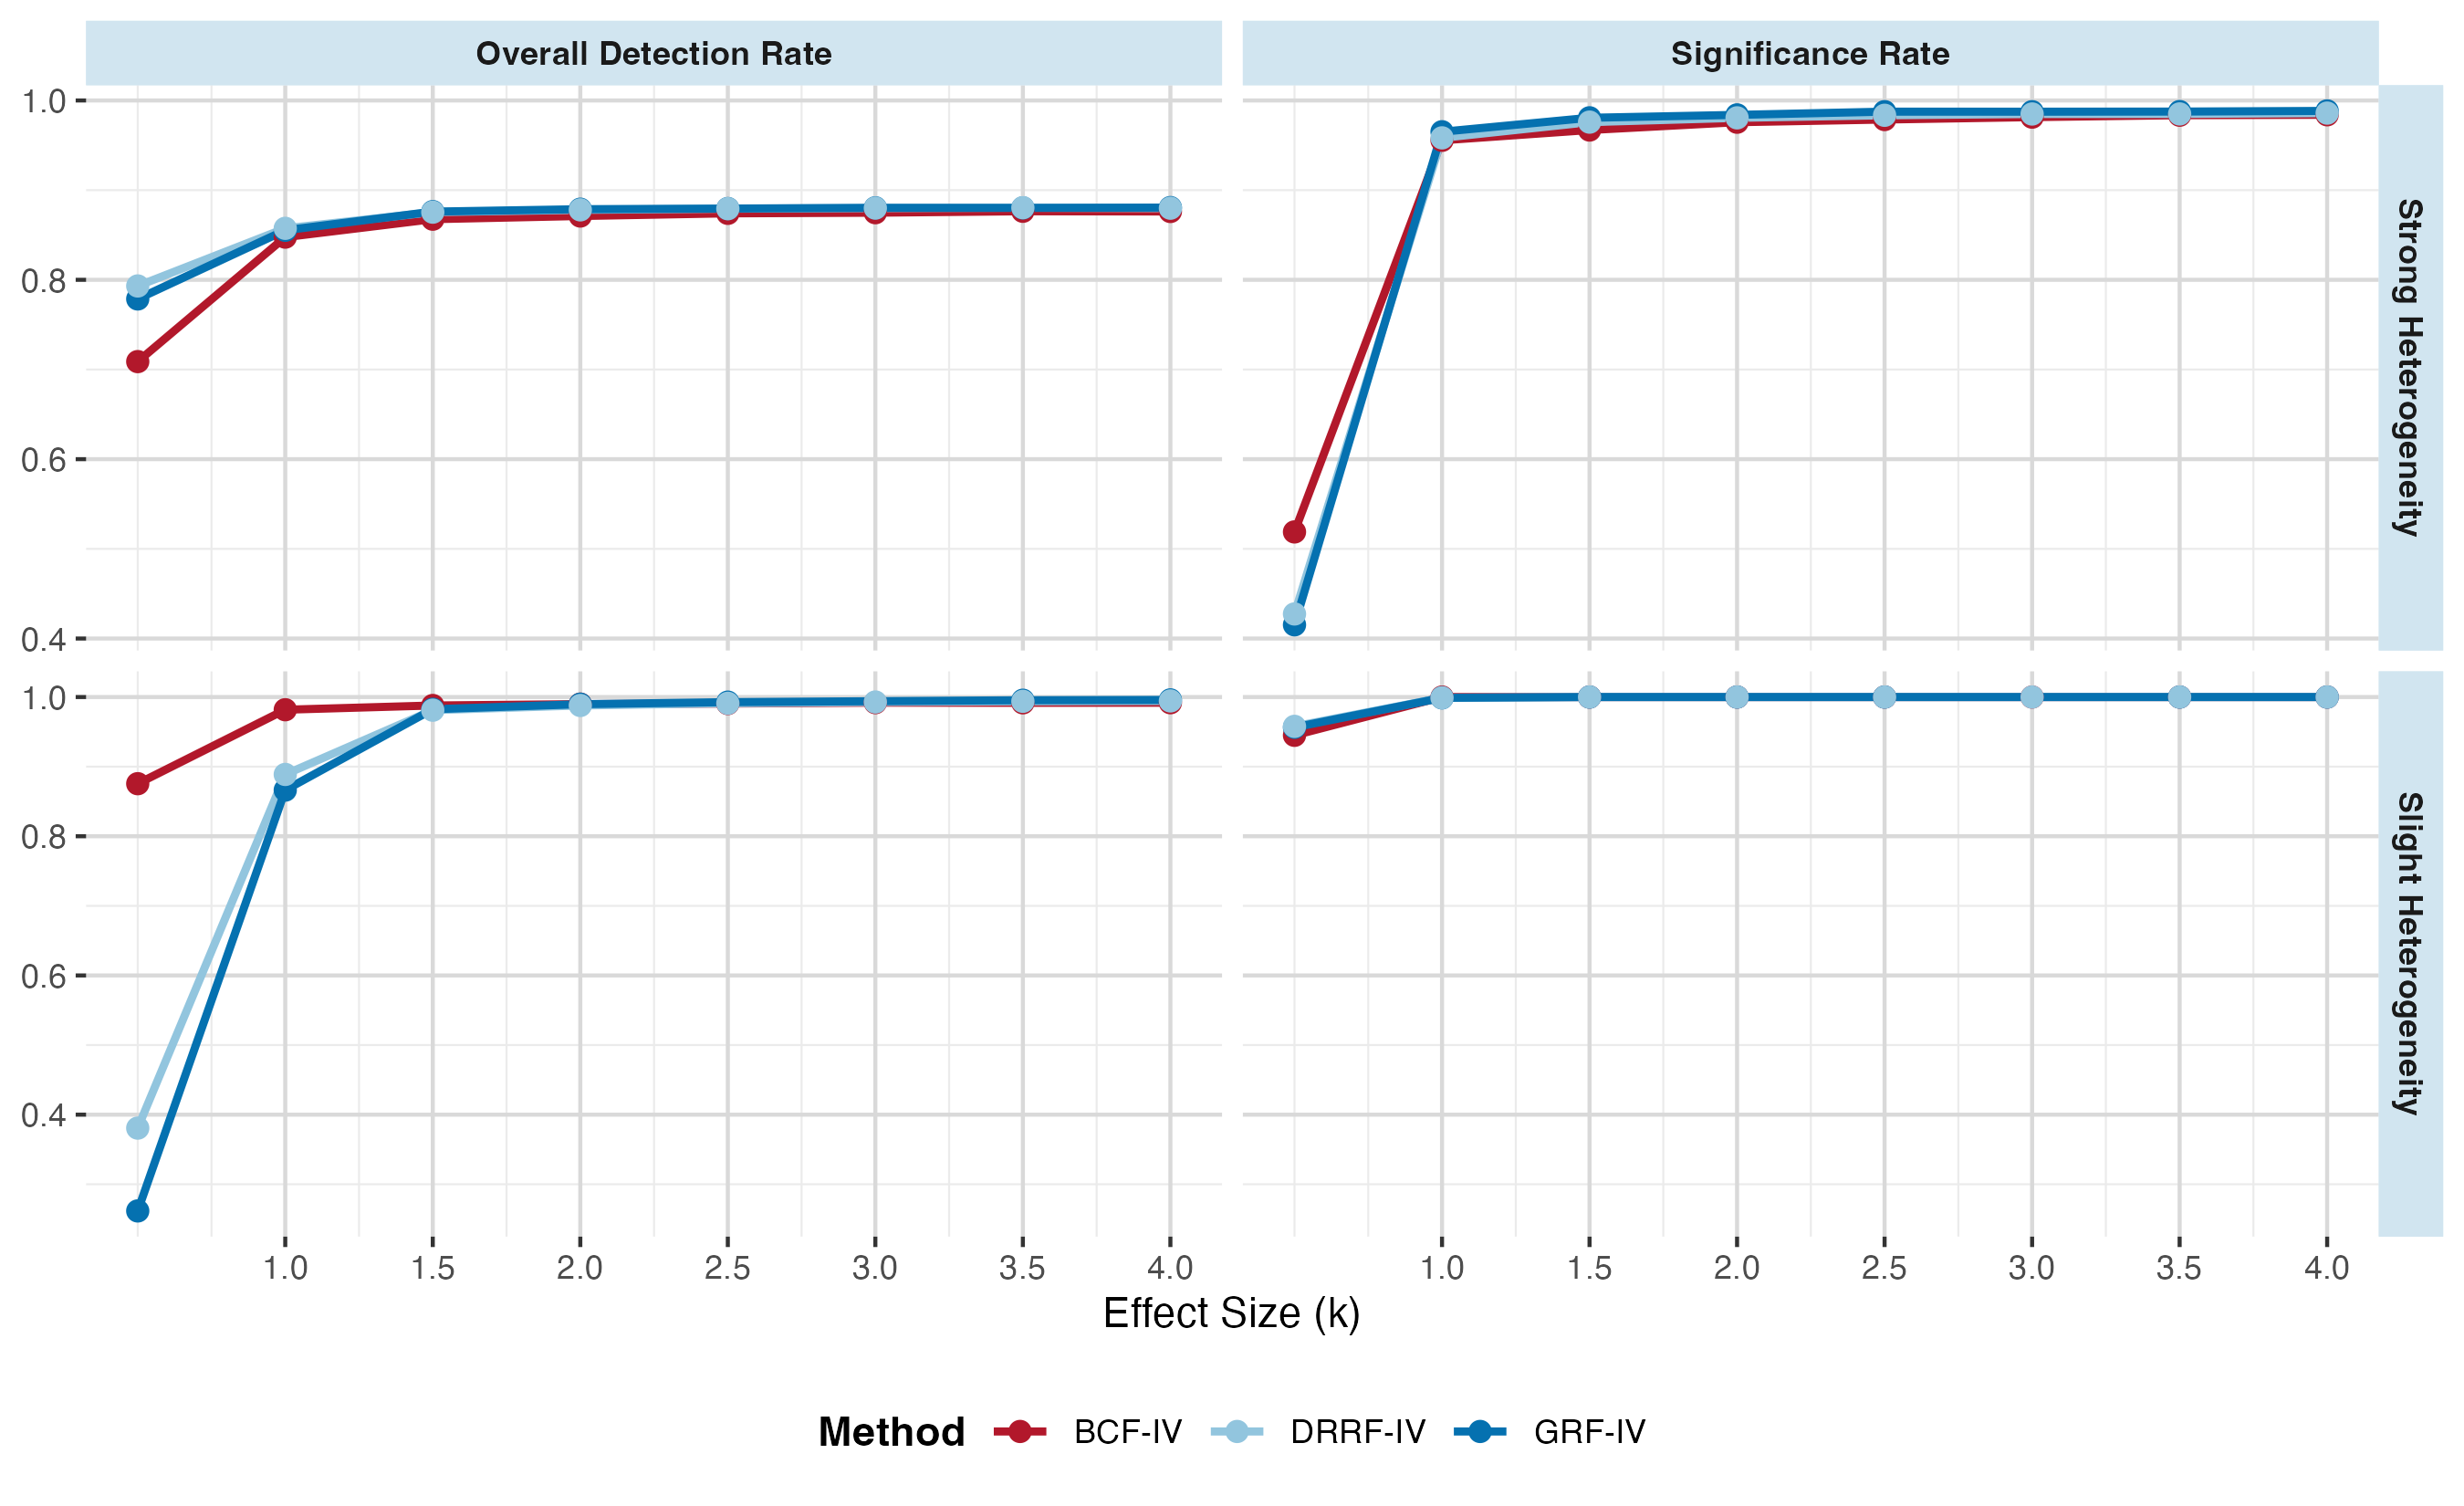 Overall Detection Rate
Significance Rate
1.0
0.8
0.6
0.4
Strong Heterogeneity
1.0
0.8
0.6
0.4
Slight Heterogeneity
1.0 1.5 2.0 2.5 3.0 3.5 4.0
1.0 1.5 2.0 2.5 3.0 3.5 4.0
Effect Size (k)
Method BCF-IV DRRF-IV GRF-IV